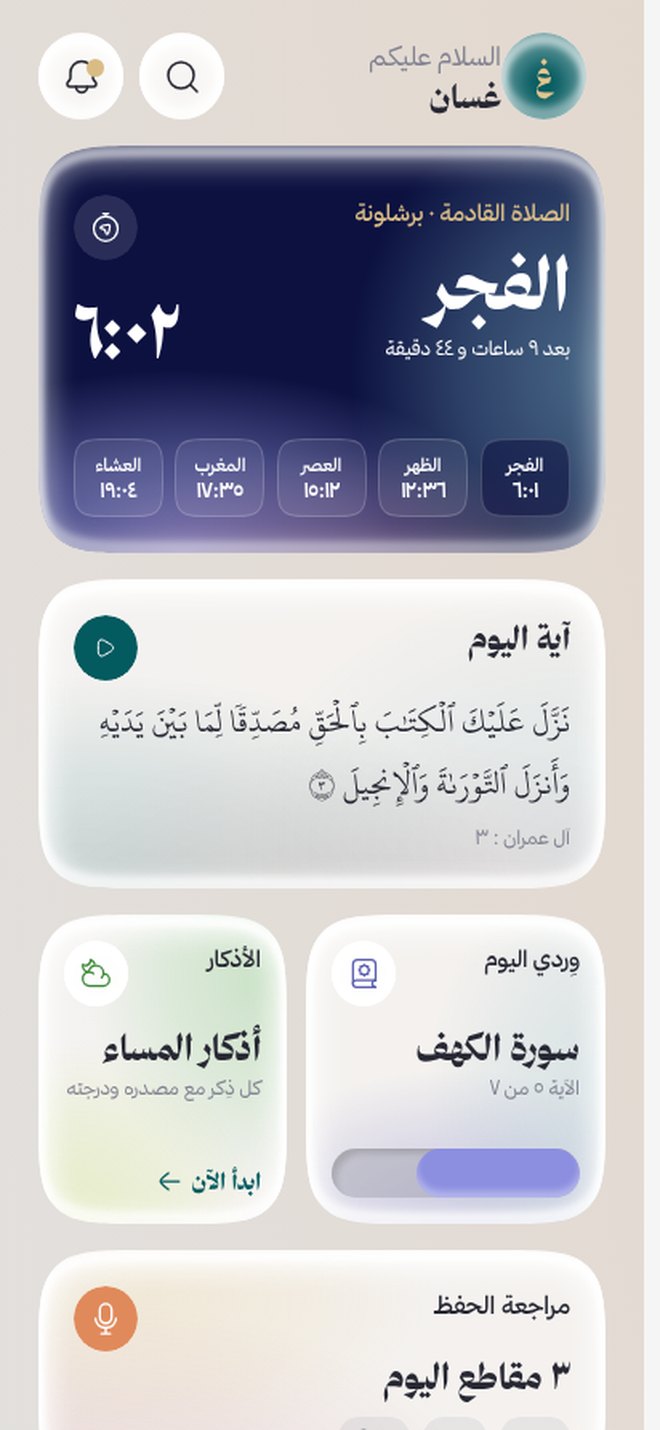 غ
السلام عليكم
غسان
الصلاة القادمة · برشلونة
الفجر
٦:٠٢
بعد ٩ ساعات و ٤٤ دقيقة
الفجر
٦:٠١
الظهر
١٢:٣٦
العصر
١٥:١٢
المغرب
١٧:٣٥
العشاء
١٩:٠٤
آية اليوم
نَزَّلَ عَلَيْكَ ٱلْكِتَـٰبَ بِٱلْحَقِّ مُصَدِّقًا لِّمَا بَيْنَ يَدَيْهِ
وَأَنزَلَ ٱلتَّوْرَىٰةَ وَٱلْإِنجِيلَ ٣
آل عمران : ٣
وِردي اليوم
سورة الكهف
الآية ٥ من ٧
الأذكار
أذكار المساء
كل ذِكر مع مصدره ودرجته
ابدأ الآن ←
مراجعة الحفظ
٣ مقاطع اليوم